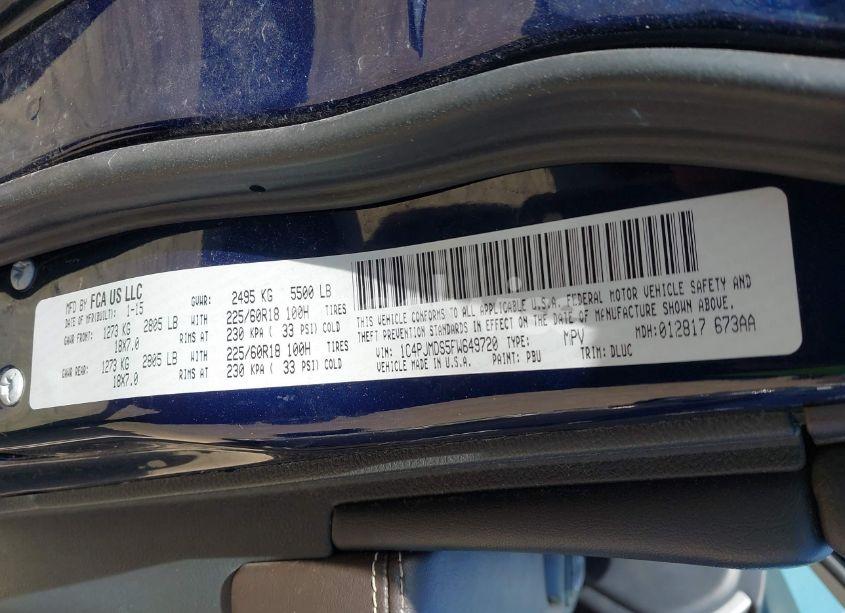 MFD BY FCA US LLC
DATE OF MFR(BUILT): 1-15 GVWR: 2495 KG 5500 LB
GAWR FRONT: 1273 KG 2805 LB WITH 225/60R18 100H TIRES
18X7.0 RIMS AT 230 KPA ( 33 PSI) COLD
GAWR REAR: 1273 KG 2805 LB WITH 225/60R18 100H TIRES
18X7.0 RIMS AT 230 KPA ( 33 PSI) COLD
THIS VEHICLE CONFORMS TO ALL APPLICABLE U.S.A. FEDERAL MOTOR VEHICLE SAFETY AND
THEFT PREVENTION STANDARDS IN EFFECT ON THE DATE OF MANUFACTURE SHOWN ABOVE.
VIN: 1C4PJMDS5FW649720 TYPE: MPV MDH: 012817 673AA
VEHICLE MADE IN U.S.A. PAINT: PBU TRIM: DLUC